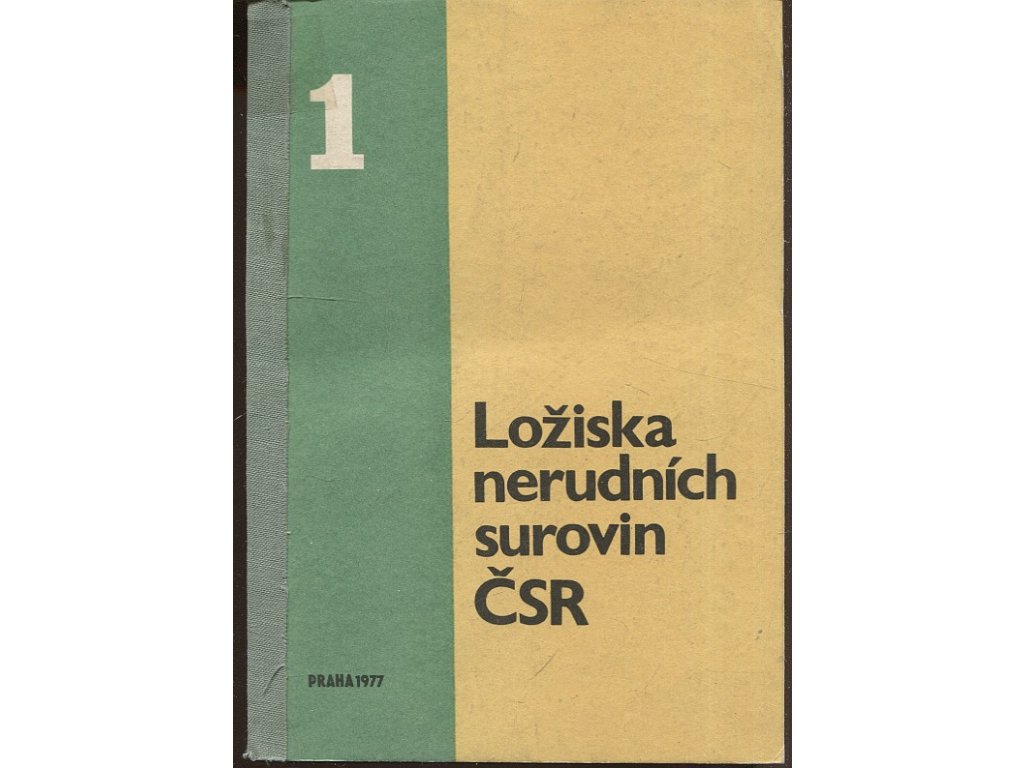 1
Ložiska
nerudních
surovin
ČSR
PRAHA 1977